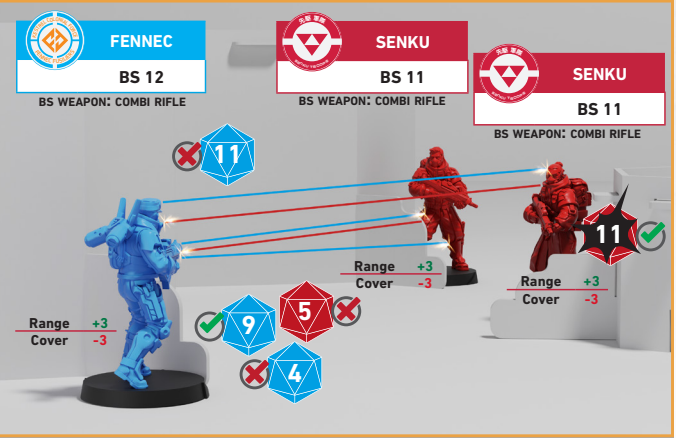 FENNEC
BS 12
BS WEAPON: COMBI RIFLE
SENKU
BS 11
BS WEAPON: COMBI RIFLE
SENKU
BS 11
BS WEAPON: COMBI RIFLE
11
11
Range +3
Cover -3
Range +3
Cover -3
Range +3
Cover -3
9
5
4